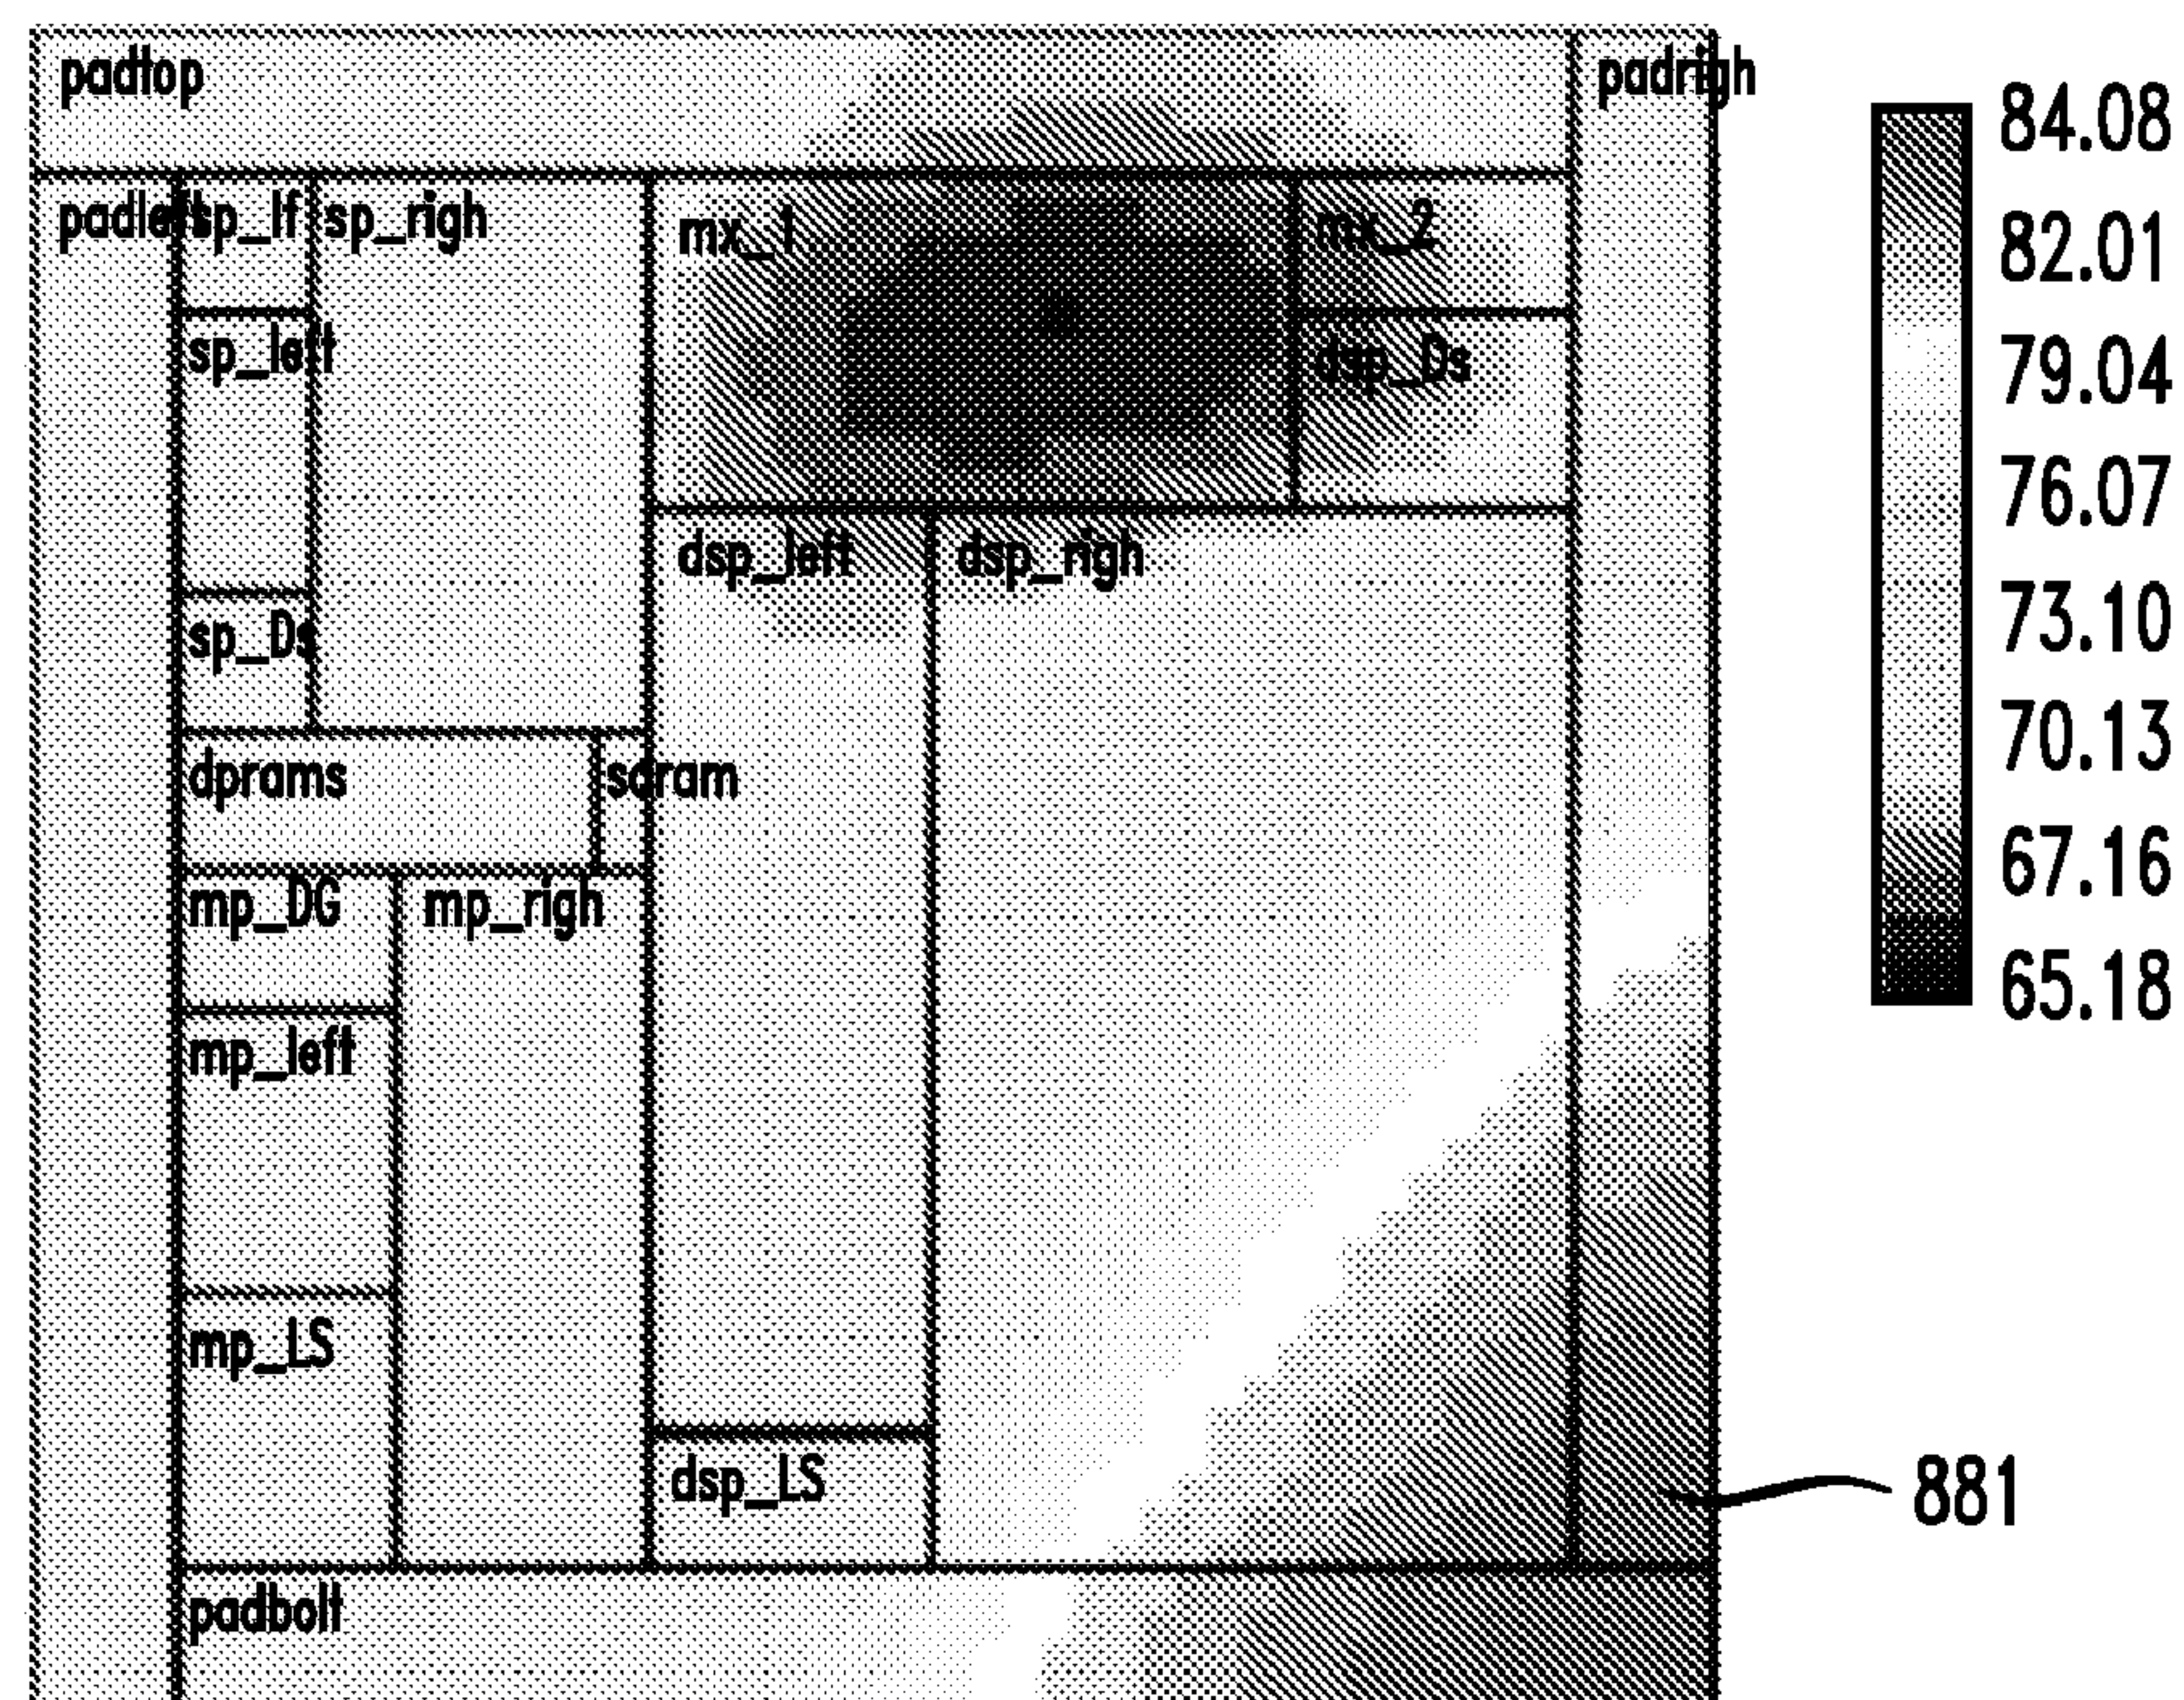 padtop
padrigh
84.08
82.01
79.04
76.07
73.10
70.13
67.16
65.18
padleft
sp_lf
sp_righ
mx_1
mx_2
sp_left
dsp_Ds
dsp_left
dsp_righ
sp_Ds
dprams
sdram
mp_DG
mp_righ
mp_left
mp_LS
dsp_LS
881
padbolt